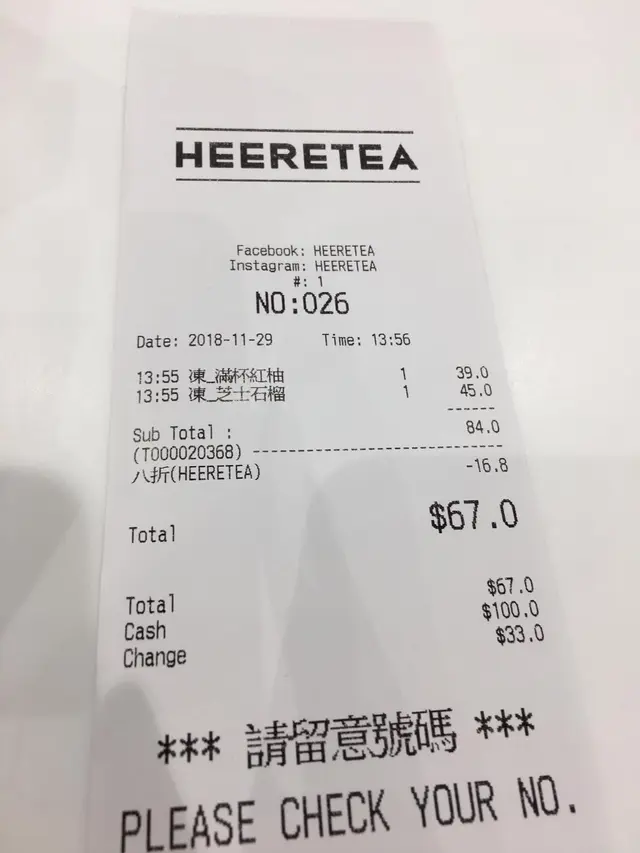 HEERETEA
Facebook: HEERETEA
Instagram: HEERETEA
#: 1
NO:026
Date: 2018-11-29 Time: 13:56
13:55 凍_滿杯紅柚 1 39.0
13:55 凍_芝士石榴 1 45.0
------
Sub Total : 84.0
(T000020368) ----------------------------
八折(HEERETEA) -16.8
Total $67.0
Total $67.0
Cash $100.0
Change $33.0
*** 請留意號碼 ***
PLEASE CHECK YOUR NO.